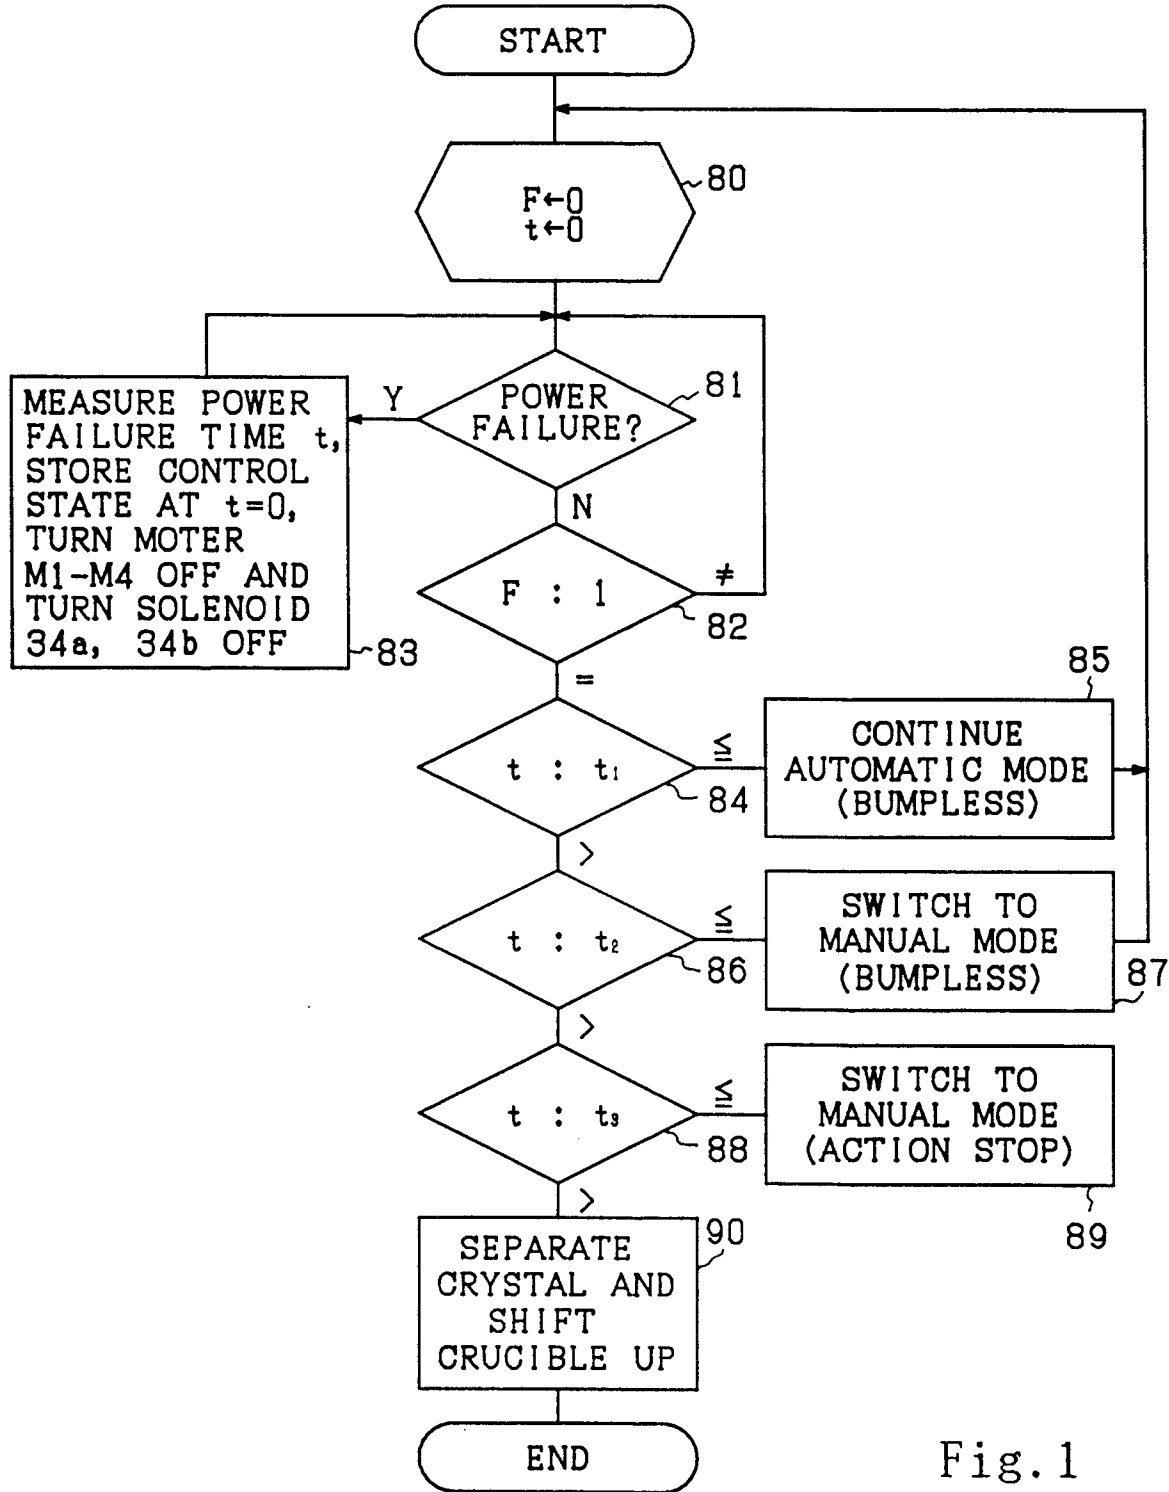 START
80
F←0
t←0
81
POWER
FAILURE?
Y
N
MEASURE POWER
FAILURE TIME t,
STORE CONTROL
STATE AT t=0,
TURN MOTER
M1-M4 OFF AND
TURN SOLENOID
34a, 34b OFF
83
F : 1
≠
82
=
t : t₁
≦
84
85
CONTINUE
AUTOMATIC MODE
(BUMPLESS)
>
t : t₂
≦
86
SWITCH TO
MANUAL MODE
(BUMPLESS)
87
>
t : t₃
≦
88
SWITCH TO
MANUAL MODE
(ACTION STOP)
89
>
90
SEPARATE
CRYSTAL AND
SHIFT
CRUCIBLE UP
END
Fig.1